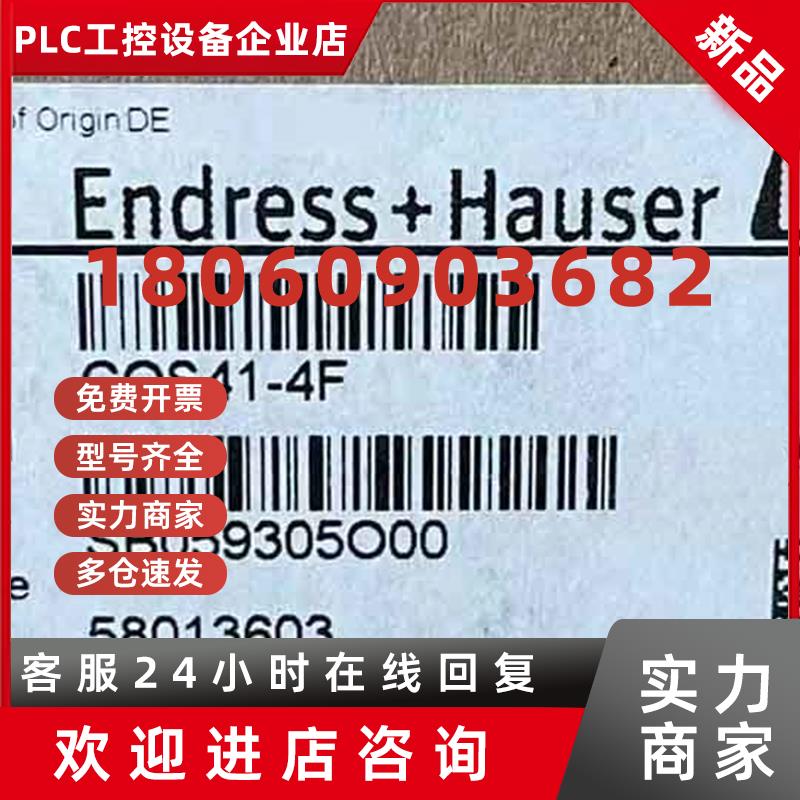 PLC工控设备企业店
新品
of Origin DE
Endress+Hauser
18060903682
COS41-4F
免费开票
型号齐全
实力商家
SB059305O00
多仓速发
58013603
客服24小时在线回复
实力
商家
欢迎进店咨询